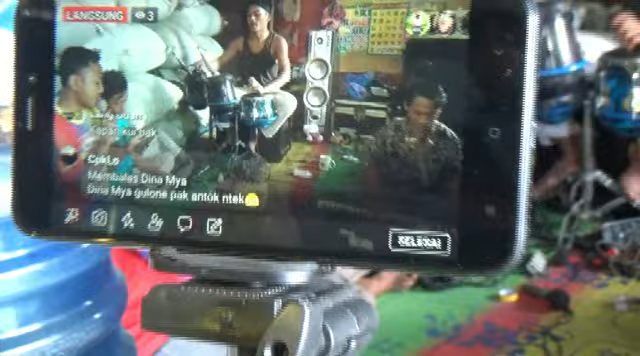 LANGSUNG 3
CpkLo
Membalas Dina Mya
Dina Mya gulone pak antok ntek
SELESAI